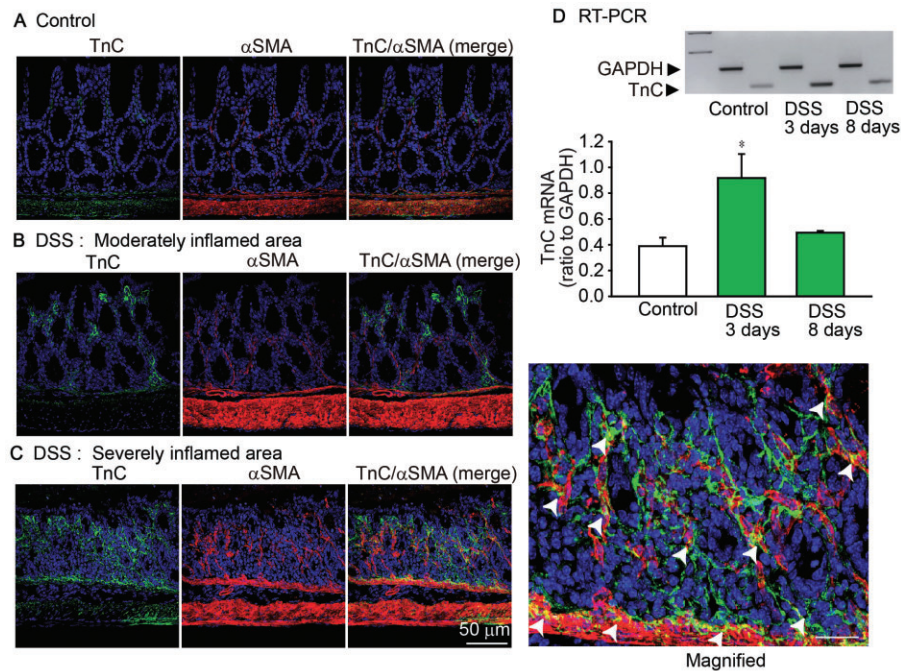 A Control
TnC αSMA TnC/αSMA (merge)
B DSS : Moderately inflamed area
TnC αSMA TnC/αSMA (merge)
C DSS : Severely inflamed area
TnC αSMA TnC/αSMA (merge)
50 μm
D RT-PCR
GAPDH
TnC
Control DSS DSS
3 days 8 days
TnC mRNA
(ratio to GAPDH)
1.2
1.0
0.8
0.6
0.4
0.2
0.0
*
Control DSS DSS
3 days 8 days
Magnified